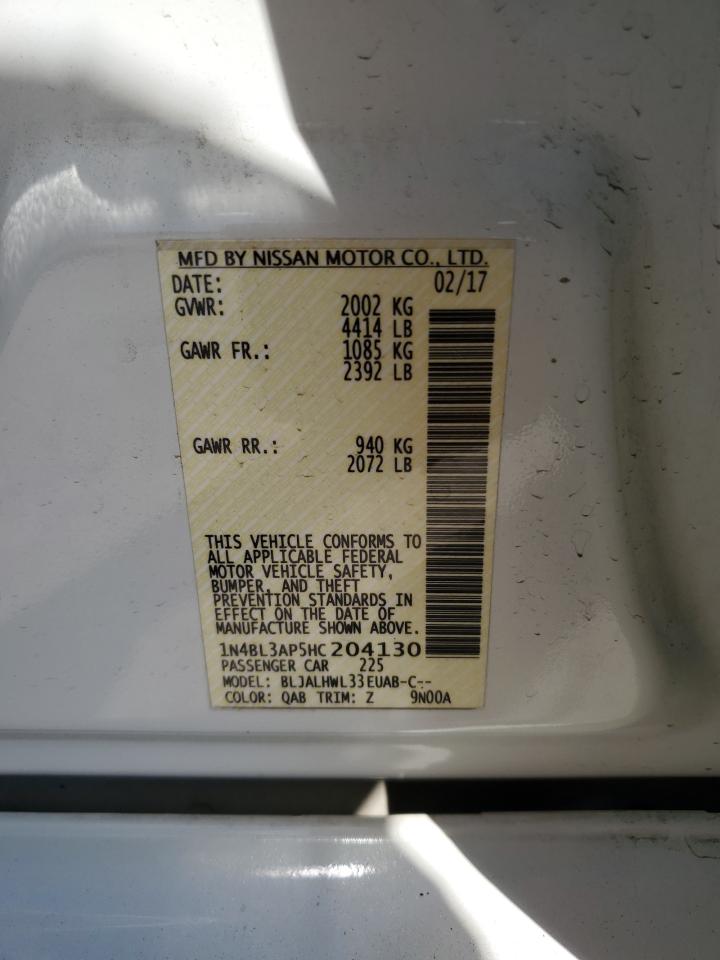 MFD BY NISSAN MOTOR CO., LTD.
DATE: 02/17
GVWR: 2002 KG
4414 LB
GAWR FR.: 1085 KG
2392 LB
GAWR RR.: 940 KG
2072 LB
THIS VEHICLE CONFORMS TO
ALL APPLICABLE FEDERAL
MOTOR VEHICLE SAFETY,
BUMPER, AND THEFT
PREVENTION STANDARDS IN
EFFECT ON THE DATE OF
MANUFACTURE SHOWN ABOVE.
1N4BL3AP5HC204130
PASSENGER CAR 225
MODEL: BLJALHWL33EUAB-C--
COLOR: QAB TRIM: Z 9N00A